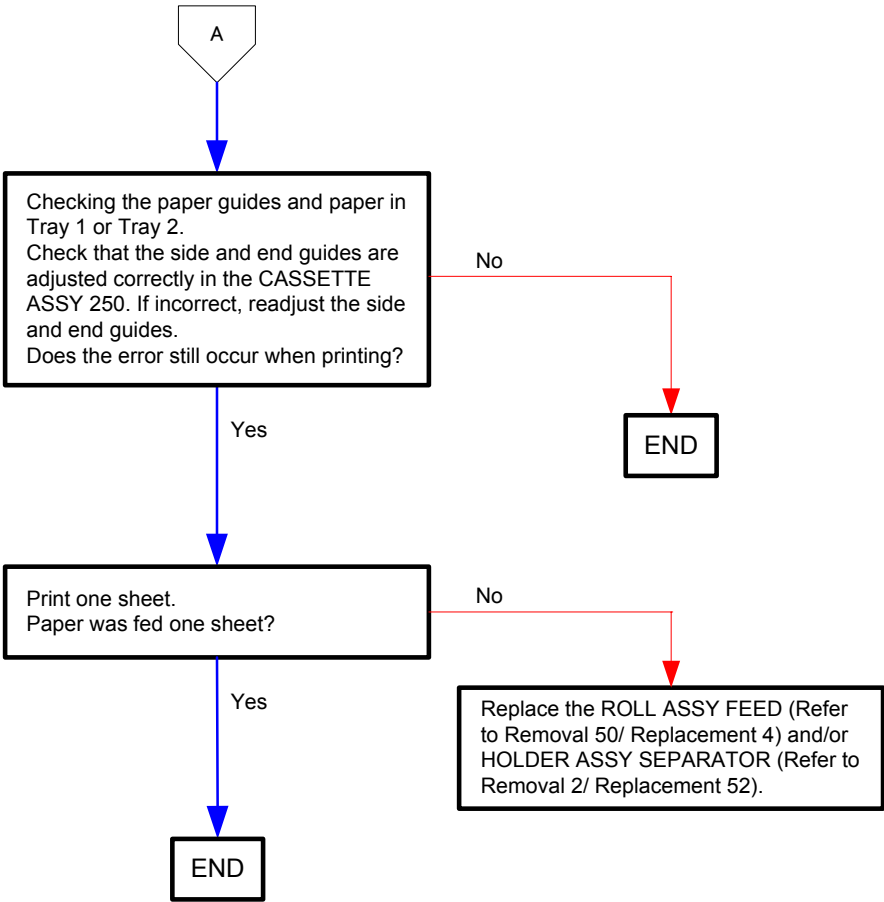 A
Checking the paper guides and paper in
Tray 1 or Tray 2.
Check that the side and end guides are
adjusted correctly in the CASSETTE
ASSY 250. If incorrect, readjust the side
and end guides.
Does the error still occur when printing?
No
END
Yes
Print one sheet.
Paper was fed one sheet?
No
Yes
Replace the ROLL ASSY FEED (Refer
to Removal 50/ Replacement 4) and/or
HOLDER ASSY SEPARATOR (Refer to
Removal 2/ Replacement 52).
END